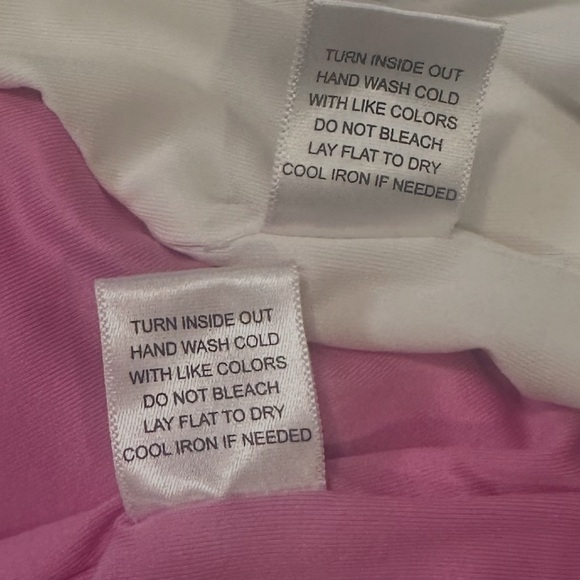 TURN INSIDE OUT
HAND WASH COLD
WITH LIKE COLORS
DO NOT BLEACH
LAY FLAT TO DRY
COOL IRON IF NEEDED
TURN INSIDE OUT
HAND WASH COLD
WITH LIKE COLORS
DO NOT BLEACH
LAY FLAT TO DRY
COOL IRON IF NEEDED